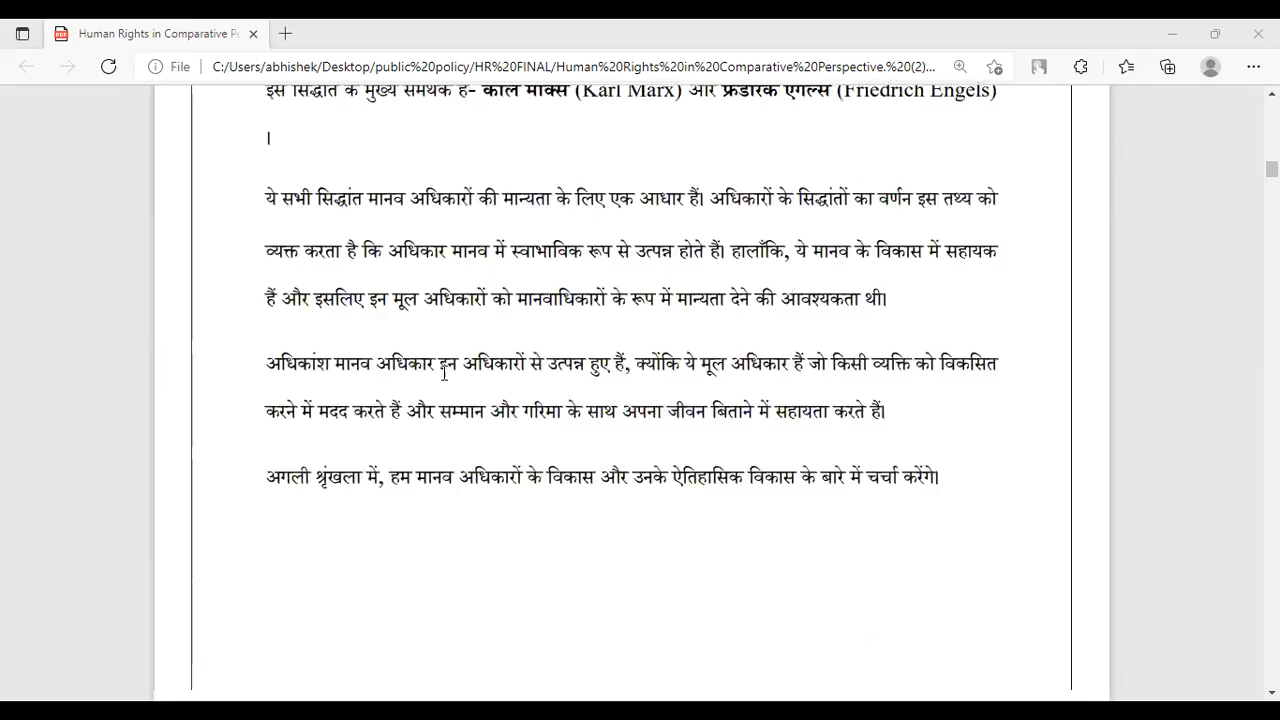 Human Rights in Comparative Pe
File
C:/Users/abhishek/Desktop/public%20policy/HR%20FINAL/Human%20Rights%20in%20Comparative%20Perspective.%20(2)...
इस सिद्धांत के मुख्य समर्थक हैं- कार्ल मार्क्स (Karl Marx) और फ्रेडरिक एंगेल्स (Friedrich Engels)
।
ये सभी सिद्धांत मानव अधिकारों की मान्यता के लिए एक आधार हैं। अधिकारों के सिद्धांतों का वर्णन इस तथ्य को
व्यक्त करता है कि अधिकार मानव में स्वाभाविक रूप से उत्पन्न होते हैं। हालाँकि, ये मानव के विकास में सहायक
हैं और इसलिए इन मूल अधिकारों को मानवाधिकारों के रूप में मान्यता देने की आवश्यकता थी।
अधिकांश मानव अधिकार इन अधिकारों से उत्पन्न हुए हैं, क्योंकि ये मूल अधिकार हैं जो किसी व्यक्ति को विकसित
करने में मदद करते हैं और सम्मान और गरिमा के साथ अपना जीवन बिताने में सहायता करते हैं।
अगली श्रृंखला में, हम मानव अधिकारों के विकास और उनके ऐतिहासिक विकास के बारे में चर्चा करेंगे।